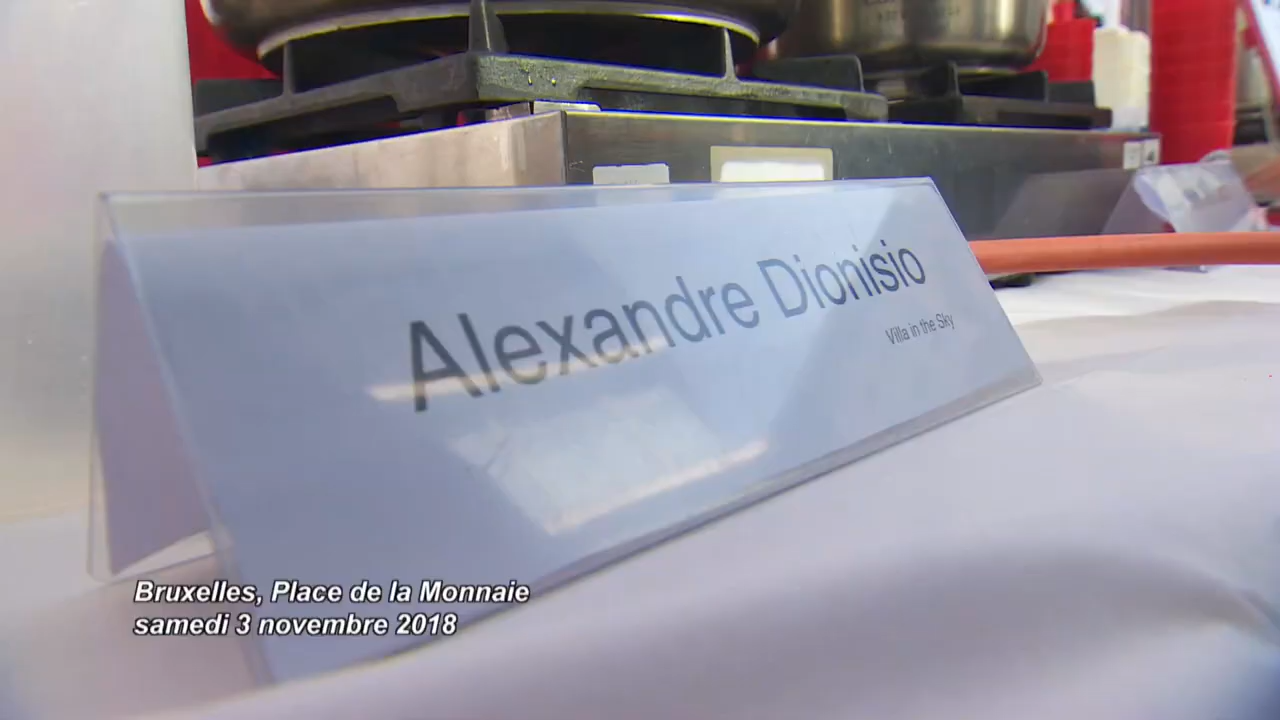 Alexandre Dionisio
Villa in the Sky
Bruxelles, Place de la Monnaie
samedi 3 novembre 2018